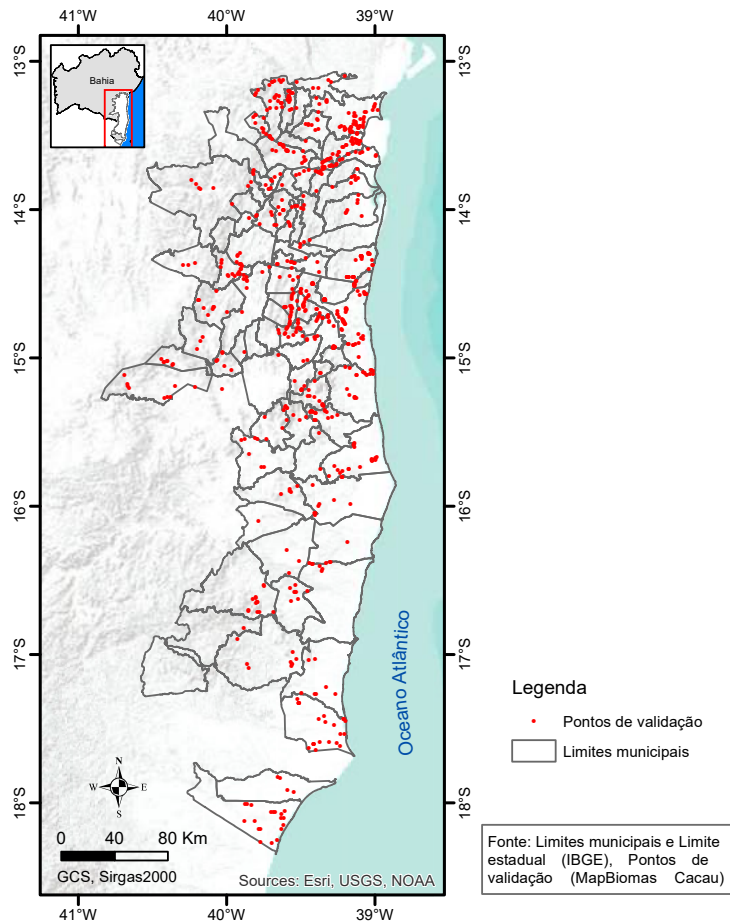 41°W 40°W 39°W
13°S 13°S
Bahia
14°S 14°S
15°S 15°S
16°S 16°S
17°S 17°S
Oceano Atlântico
Legenda
Pontos de validação
Limites municipais
N
W E
S
18°S 18°S
0 40 80 Km
GCS, Sirgas2000
Sources: Esri, USGS, NOAA
Fonte: Limites municipais e Limite
estadual (IBGE), Pontos de
validação (MapBiomas Cacau)
41°W 40°W 39°W